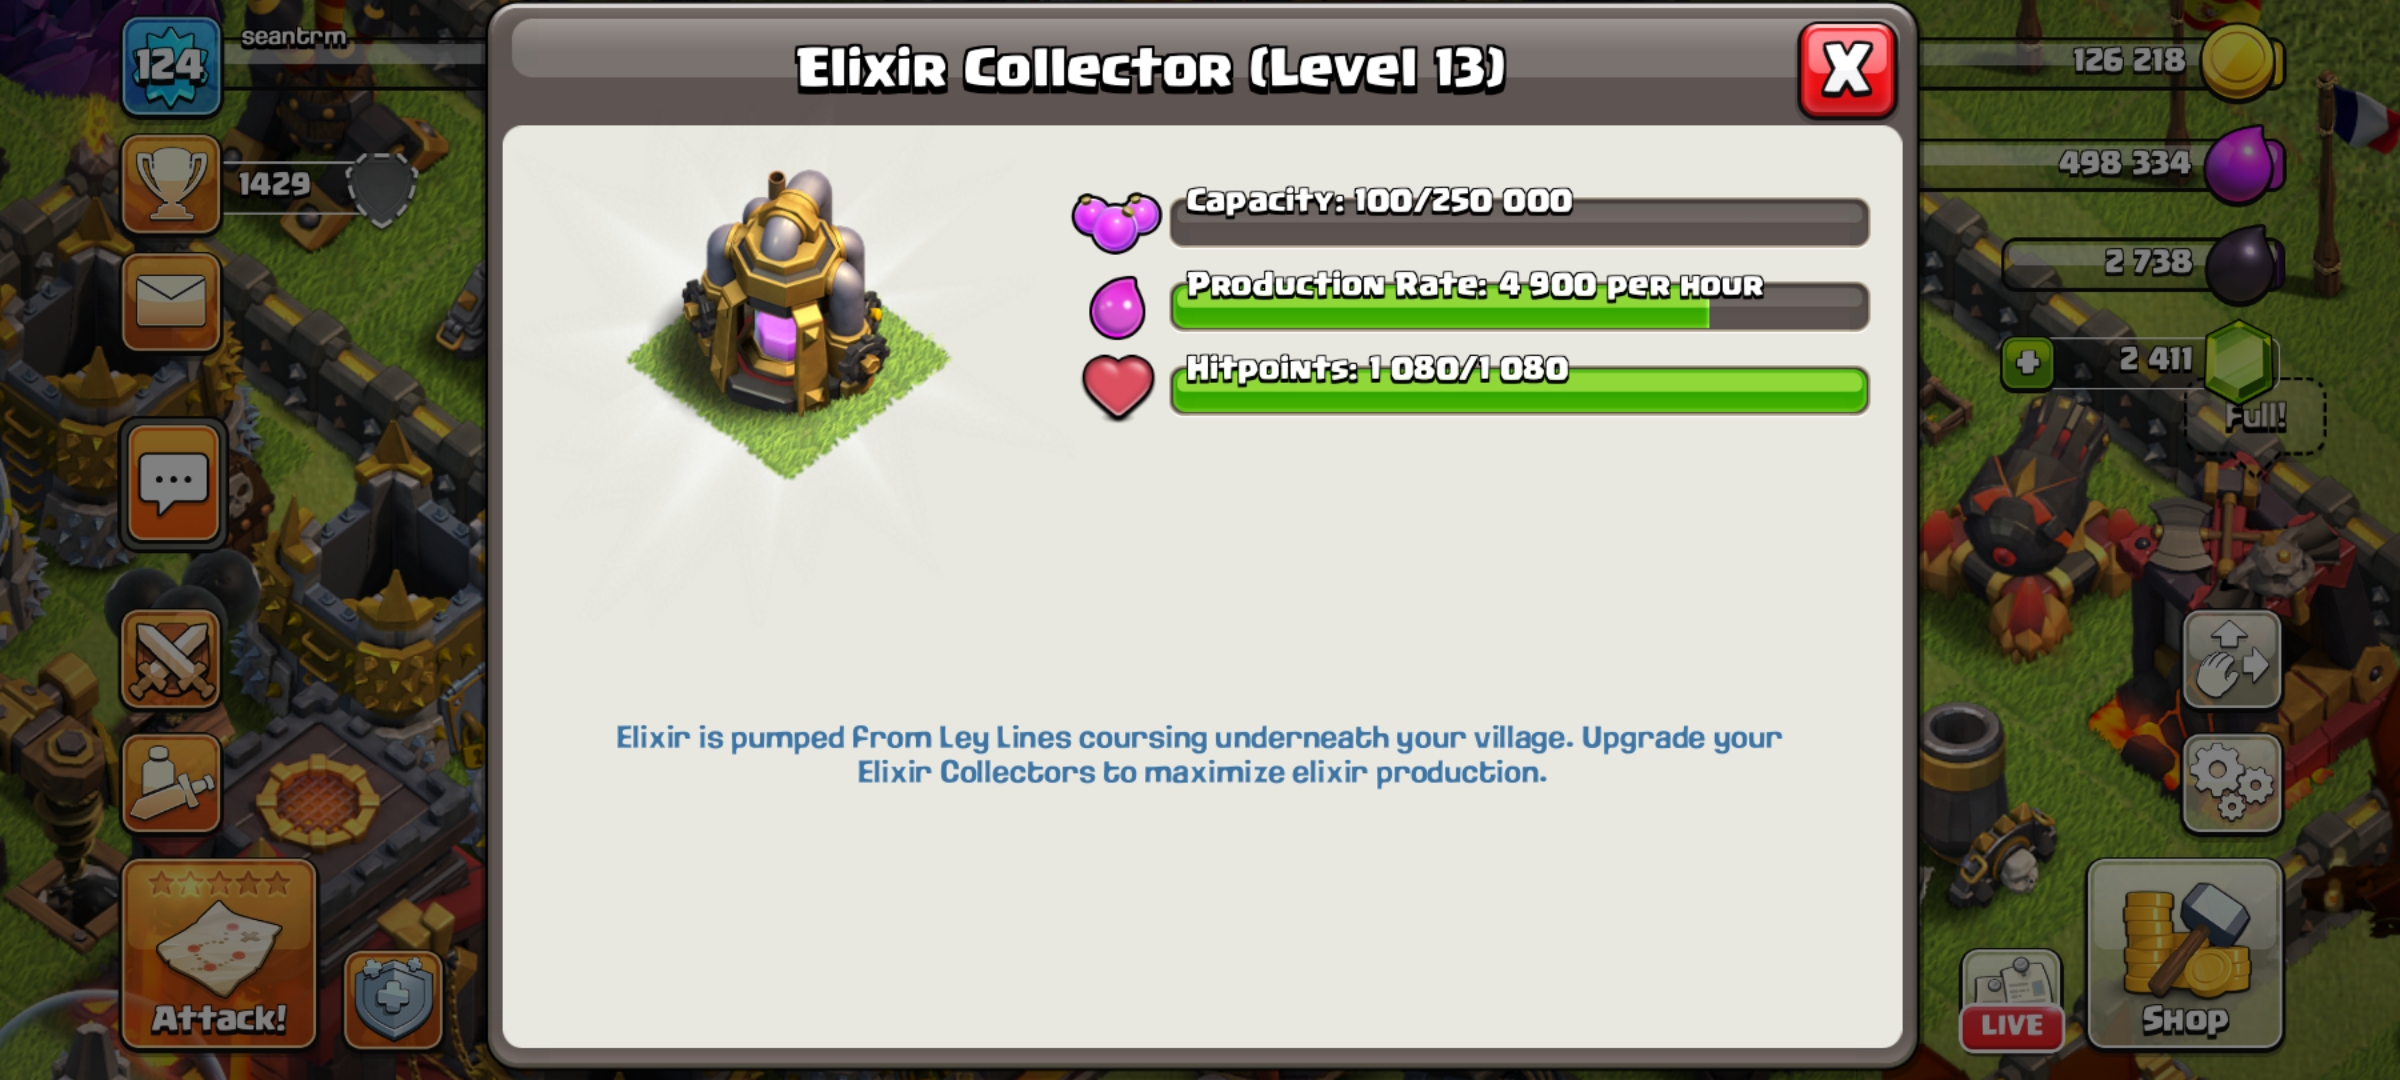 124
seantrm
Elixir Collector (Level 13)
X
126 218
1429
498 334
Capacity: 100/250 000
2 738
Production Rate: 4 900 per hour
2 411
Hitpoints: 1 080/1 080
Full!
Elixir is pumped from Ley Lines coursing underneath your village. Upgrade your
Elixir Collectors to maximize elixir production.
Attack!
LIVE
Shop